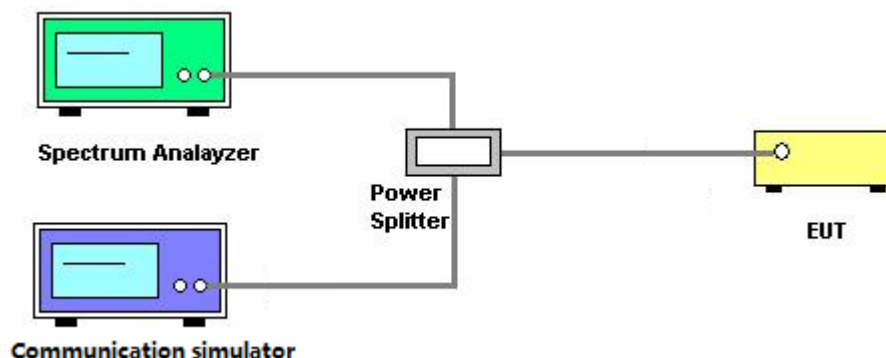 Spectrum Analayzer
Power
Splitter
EUT
Communication simulator